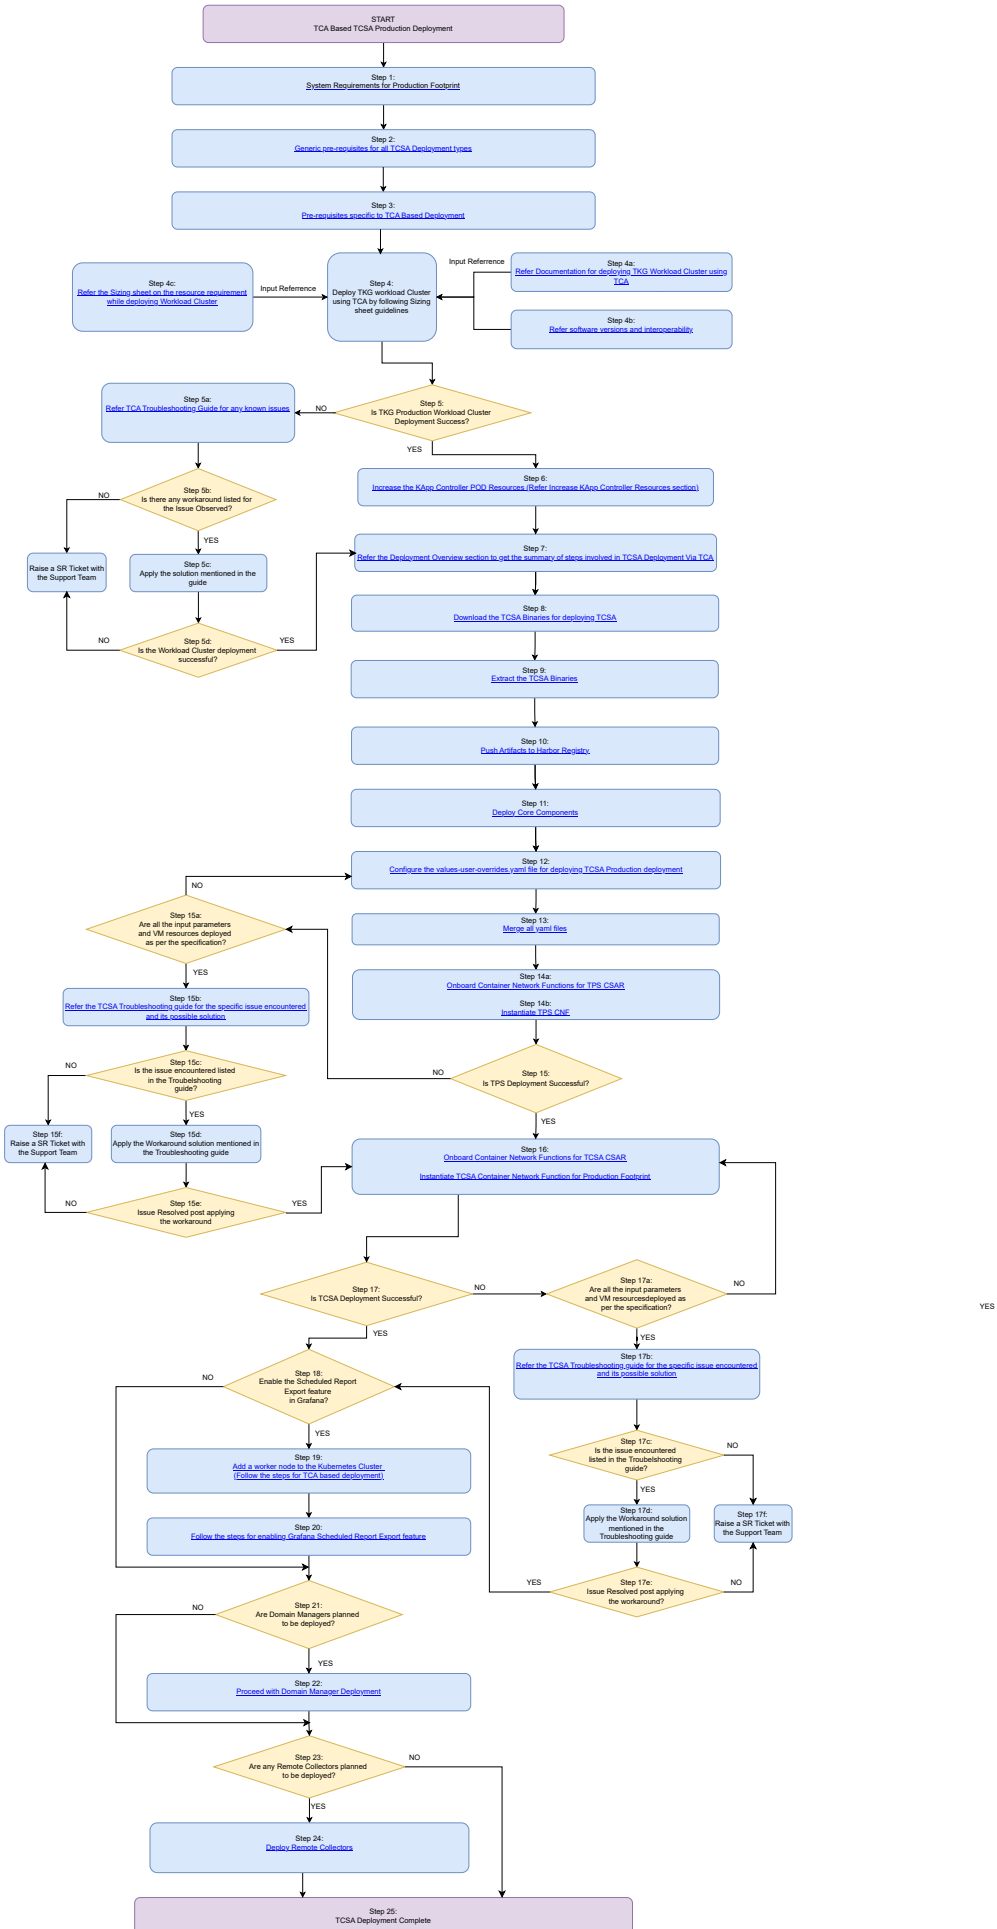 START
TCA Based TCSA Production Deployment
Step 1:
System Requirements for Production Footprint
Step 2:
Generic pre-requisites for all TCSA Deployment types
Step 3:
Pre-requisites specific to TCA Based Deployment
Step 4c:
Refer the Sizing sheet on the resource requirement
while deploying Workload Cluster
Input Referrence
Step 4:
Deploy TKG workload Cluster
using TCA by following Sizing
sheet guidelines
Input Referrence
Step 4a:
Refer Documentation for deploying TKG Workload Cluster using
TCA
Step 4b:
Refer software versions and interoperability
Step 5:
Is TKG Production Workload Cluster
Deployment Success?
NO
YES
Step 5a:
Refer TCA Troubleshooting Guide for any known issues
Step 5b:
Is there any workaround listed for
the Issue Observed?
NO
YES
Raise a SR Ticket with
the Support Team
Step 5c:
Apply the solution mentioned in the
guide
Step 5d:
Is the Workload Cluster deployment
successful?
NO
YES
Step 6:
Increase the KApp Controller POD Resources (Refer Increase KApp Controller Resources section)
Step 7:
Refer the Deployment Overview section to get the summary of steps involved in TCSA Deployment Via TCA
Step 8:
Download the TCSA Binaries for deploying TCSA
Step 9:
Extract the TCSA Binaries
Step 10:
Push Artifacts to Harbor Registry
Step 11:
Deploy Core Components
Step 12:
Configure the values-user-overrides.yaml file for deploying TCSA Production deployment
Step 13:
Merge all yaml files
Step 14a:
Onboard Container Network Functions for TPS CSAR
Step 14b:
Instantiate TPS CNF
Step 15:
Is TPS Deployment Successful?
NO
YES
NO
Step 15a:
Are all the input parameters
and VM resources deployed
as per the specification?
YES
Step 15b:
Refer the TCSA Troubleshooting guide for the specific issue encountered
and its possible solution
Step 15c:
Is the issue encountered listed
in the Troubelshooting
guide?
NO
YES
Step 15f:
Raise a SR Ticket with
the Support Team
Step 15d:
Apply the Workaround solution mentioned in
the Troubleshooting guide
Step 15e:
Issue Resolved post applying
the workaround
NO
YES
Step 16:
Onboard Container Network Functions for TCSA CSAR
Instantiate TCSA Container Network Function for Production Footprint
Step 17:
Is TCSA Deployment Successful?
NO
YES
Step 17a:
Are all the input parameters
and VM resourcesdeployed as
per the specification?
NO
YES
YES
Step 17b:
Refer the TCSA Troubleshooting guide for the specific issue encountered
and its possible solution
Step 17c:
Is the issue encountered
listed in the Troubelshooting
guide?
NO
YES
Step 17d:
Apply the Workaround solution
mentioned in the
Troubleshooting guide
Step 17f:
Raise a SR Ticket with
the Support Team
Step 17e:
Issue Resolved post applying
the workaround?
YES
NO
Step 18:
Enable the Scheduled Report
Export feature
in Grafana?
NO
YES
Step 19:
Add a worker node to the Kubernetes Cluster
(Follow the steps for TCA based deployment)
Step 20:
Follow the steps for enabling Grafana Scheduled Report Export feature
Step 21:
Are Domain Managers planned
to be deployed?
NO
YES
Step 22:
Proceed with Domain Manager Deployment
Step 23:
Are any Remote Collectors planned
to be deployed?
NO
YES
Step 24:
Deploy Remote Collectors
Step 25:
TCSA Deployment Complete